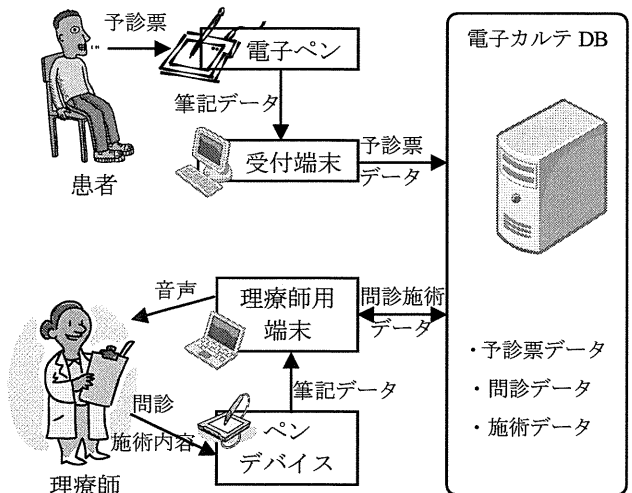 予診票
電子ペン
電子カルテ DB
筆記データ
受付端末
予診票
データ
患者
音声
理療師用
端末
問診施術
データ
・予診票データ
・問診データ
・施術データ
筆記データ
問診
施術内容
ペン
デバイス
理療師